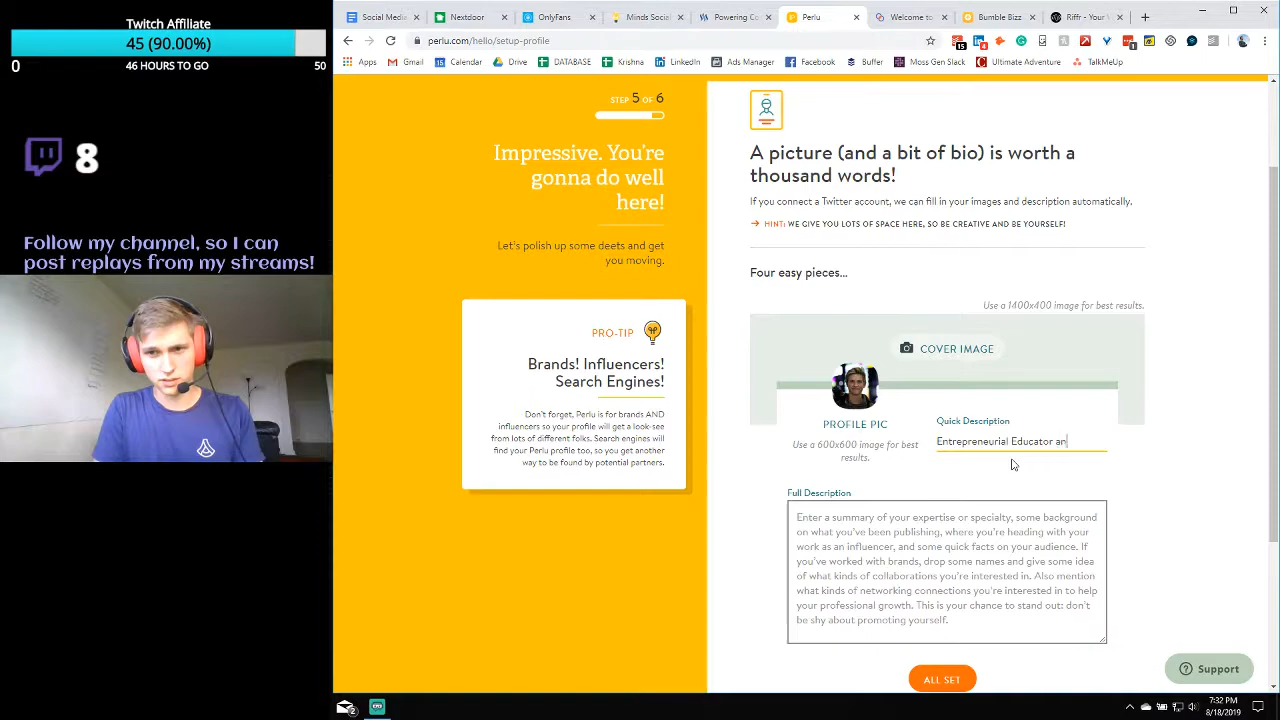 Twitch Affiliate
45 (90.00%)
0
46 HOURS TO GO
50
8
Follow my channel, so I can
post replays from my streams!
Social Media
Nextdoor
OnlyFans
Minds Social
Powering Co
Perlu
Welcome to
Bumble Bizz
Riffr - Your V
perlu.com/hello/setup-profile
15
4
1
Apps
Gmail
Calendar
Drive
DATABASE
Krishna
LinkedIn
Ad Manager
Facebook
Buffer
Moss Gen Slack
Ultimate Adventure
TalkMeUp
STEP 5 OF 6
Impressive. You're
gonna do well
here!
Let's polish up some deets and get
you moving.
PRO-TIP
Brands! Influencers!
Search Engines!
Don't forget, Perlu is for brands AND
influencers so your profile will get a look-see
from lots of different folks. Search engines will
find your Perlu profile too, so you get another
way to be found by potential partners.
A picture (and a bit of bio) is worth a
thousand words!
If you connect a Twitter account, we can fill in your images and description automatically.
HINT: WE GIVE YOU LOTS OF SPACE HERE, SO BE CREATIVE AND BE YOURSELF!
Four easy pieces...
Use a 1400x400 image for best results.
COVER IMAGE
PROFILE PIC
Use a 600x600 image for best
results.
Quick Description
Entrepreneurial Educator an
Full Description
Enter a summary of your expertise or specialty, some background
on what you've been publishing, where you're heading with your
work as an influencer, and some quick facts on your audience. If
you've worked with brands, drop some names and give some idea
of what kinds of collaborations you're interested in. Also mention
what kinds of networking connections you're interested in to help
your professional growth. This is your chance to stand out: don't
be shy about promoting yourself.
ALL SET
Support
2
7:32 PM
8/18/2019